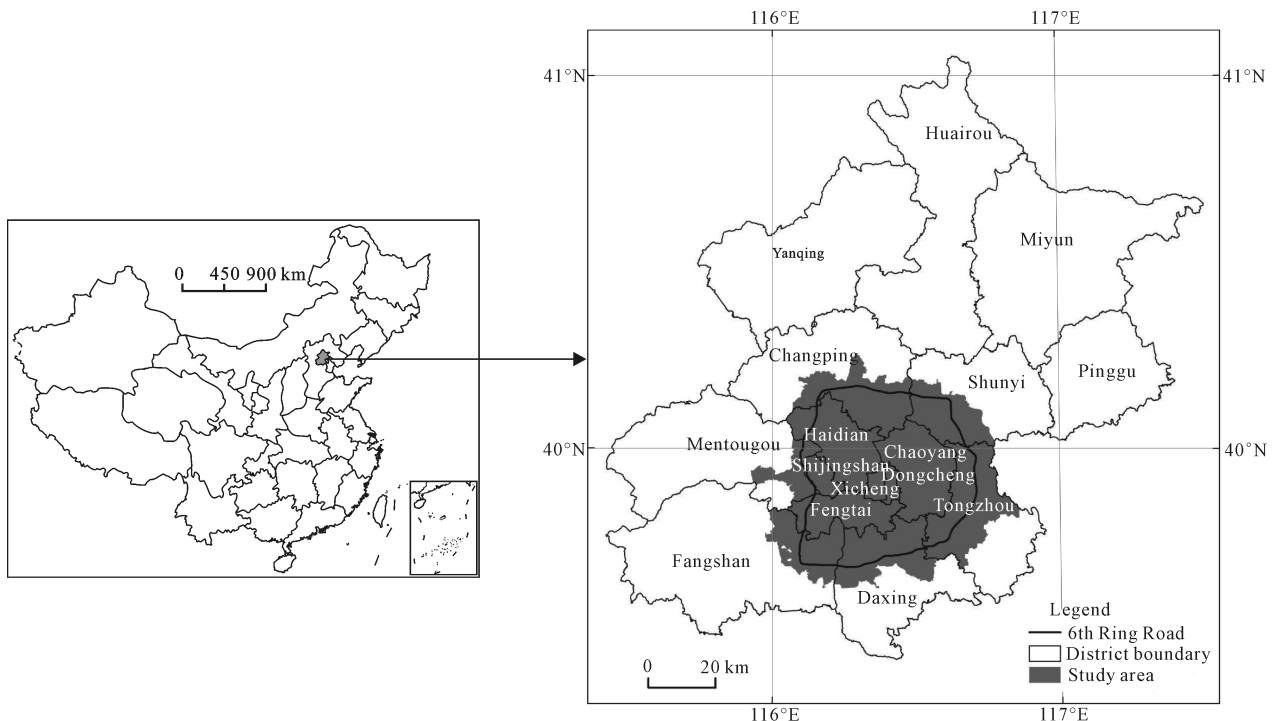 116°E 117°E
41°N 41°N
Huairou
Miyun
Yanqing
0 450 900 km
Changping
Shunyi
Pinggu
Mentougou
Haidian
40°N 40°N
Chaoyang
Shijingshan
Dongcheng
Xicheng
Fengtai
Tongzhou
Fangshan
Daxing
Legend
6th Ring Road
District boundary
Study area
0 20 km
116°E 117°E